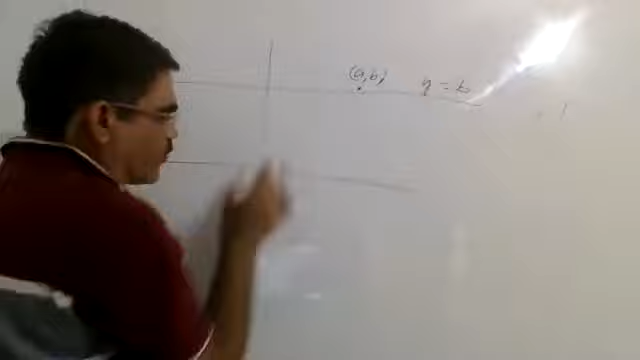 (a,b) y = b